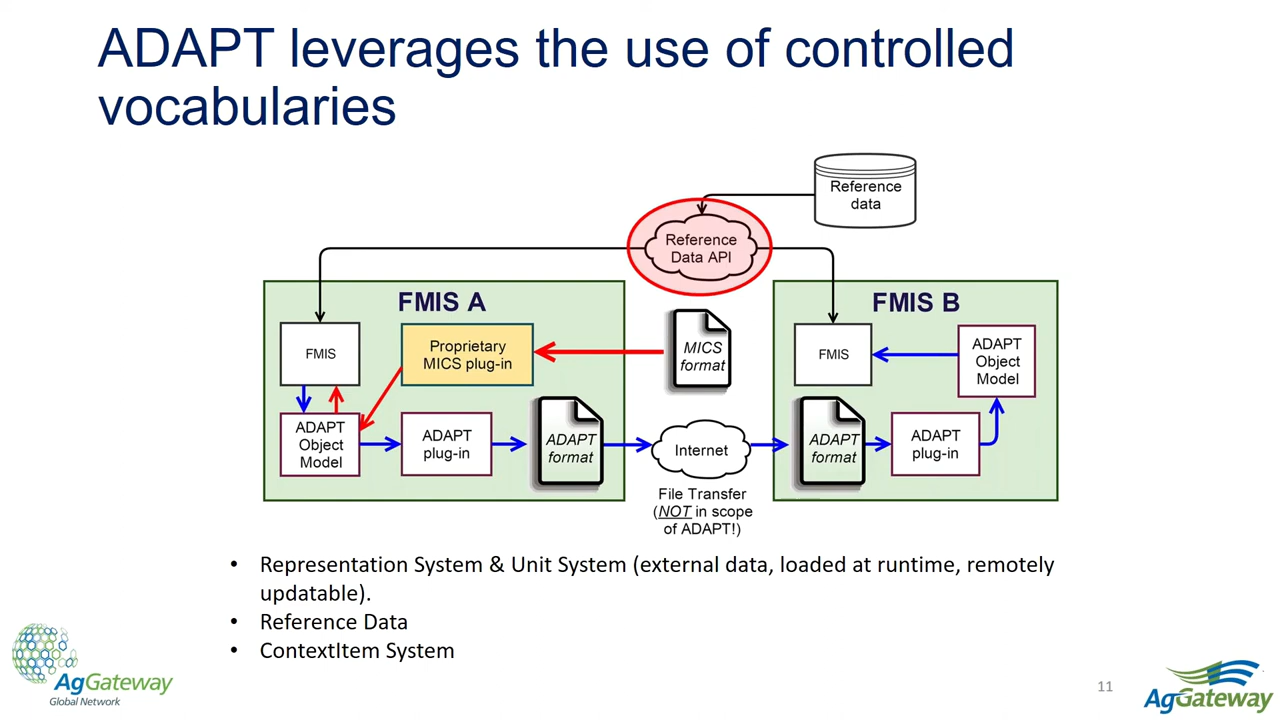 ADAPT leverages the use of controlled
vocabularies
Reference
data
Reference
Data API
FMIS A
FMIS B
FMIS
Proprietary
MICS plug-in
MICS
format
FMIS
ADAPT
Object
Model
ADAPT
Object
Model
ADAPT
plug-in
ADAPT
format
Internet
ADAPT
format
ADAPT
plug-in
File Transfer
(NOT in scope
of ADAPT!)
• Representation System & Unit System (external data, loaded at runtime, remotely
updatable).
• Reference Data
• ContextItem System
AgGateway
Global Network
11
AgGateway